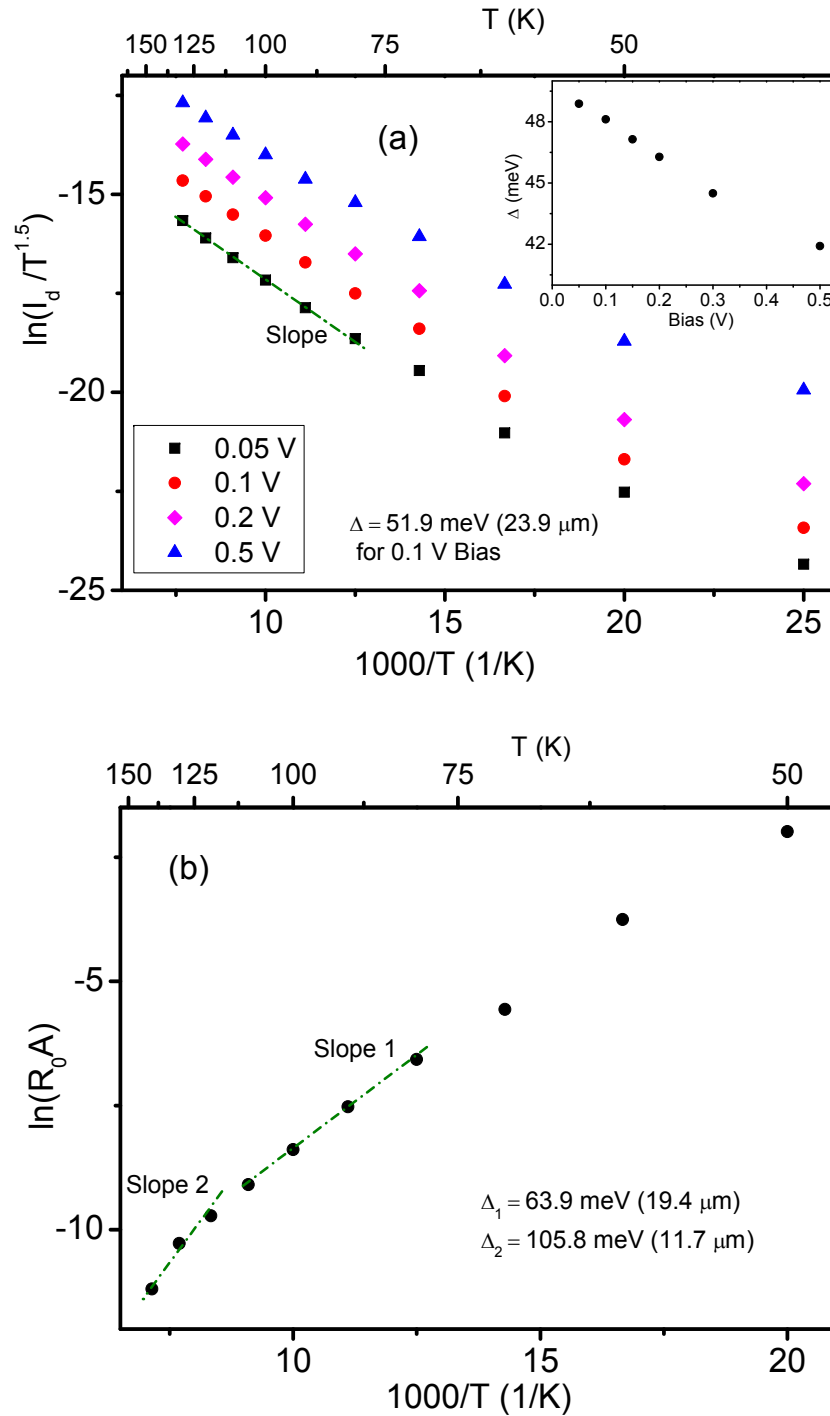 T (K)
150 125 100 75 50
(a)
ln(I_d /T^1.5)
-15
-20
-25
Slope
0.05 V
0.1 V
0.2 V
0.5 V
Δ = 51.9 meV (23.9 μm)
for 0.1 V Bias
48
45
42
Δ (meV)
0.0 0.1 0.2 0.3 0.4 0.5
Bias (V)
10 15 20 25
1000/T (1/K)
T (K)
150 125 100 75 50
(b)
ln(R_0A)
-5
-10
Slope 1
Slope 2
Δ_1 = 63.9 meV (19.4 μm)
Δ_2 = 105.8 meV (11.7 μm)
10 15 20
1000/T (1/K)